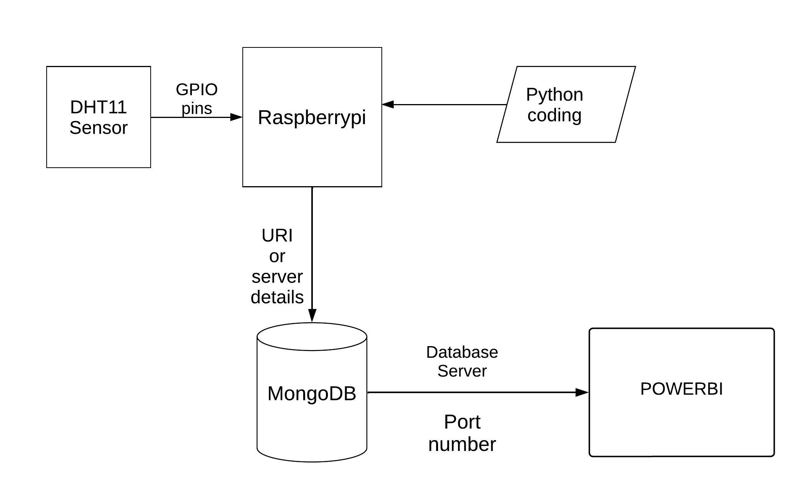 DHT11
Sensor
GPIO
pins
Raspberrypi
Python
coding
URI
or
server
details
MongoDB
Database
Server
Port
number
POWERBI